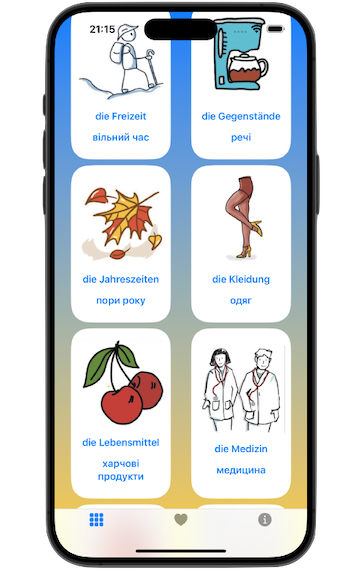 21:15
die Freizeit
вільний час
die Gegenstände
речі
die Jahreszeiten
пори року
die Kleidung
одяг
die Lebensmittel
харчові
продукти
die Medizin
медицина